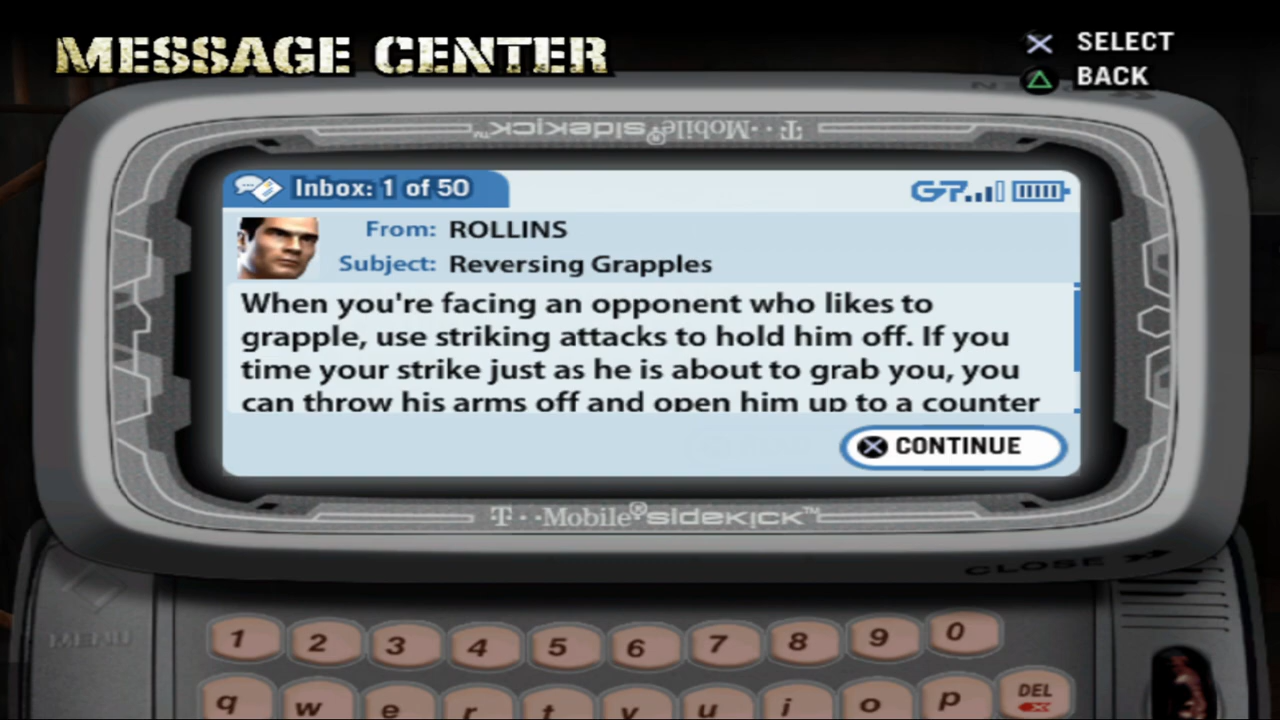 MESSAGE CENTER
SELECT
BACK
T··Mobile® sidekick™
Inbox: 1 of 50
From: ROLLINS
Subject: Reversing Grapples
When you're facing an opponent who likes to
grapple, use striking attacks to hold him off. If you
time your strike just as he is about to grab you, you
can throw his arms off and open him up to a counter
CONTINUE
T··Mobile® sidekick™
CLOSE
MENU
1 2 3 4 5 6 7 8 9 0
q w e r t y u i o p DEL